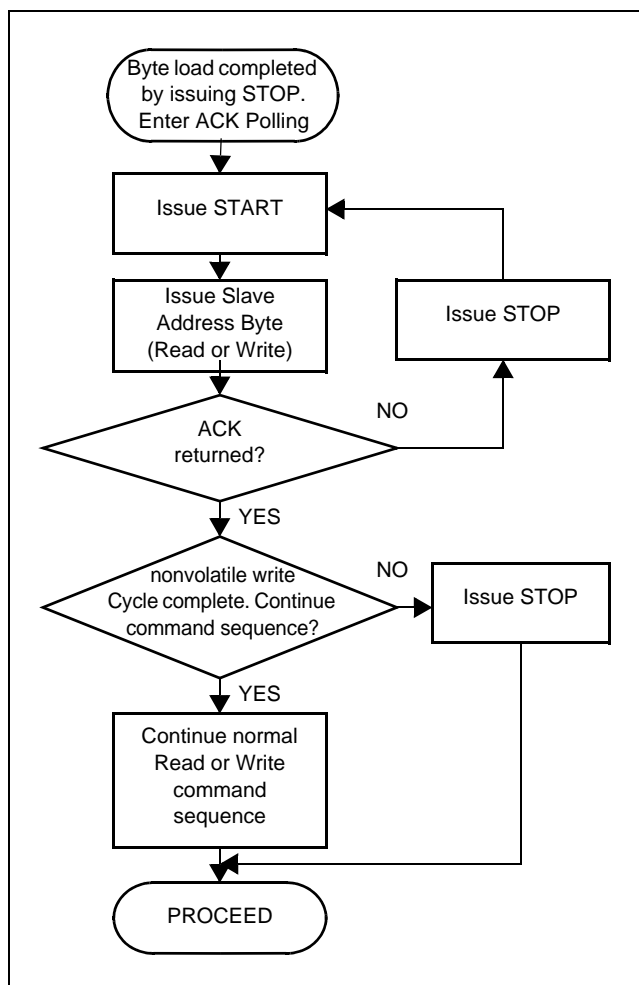 Byte load completed
by issuing STOP.
Enter ACK Polling
Issue START
Issue Slave
Address Byte
(Read or Write)
Issue STOP
NO
ACK
returned?
YES
nonvolatile write
Cycle complete. Continue
command sequence?
NO
Issue STOP
YES
Continue normal
Read or Write
command
sequence
PROCEED